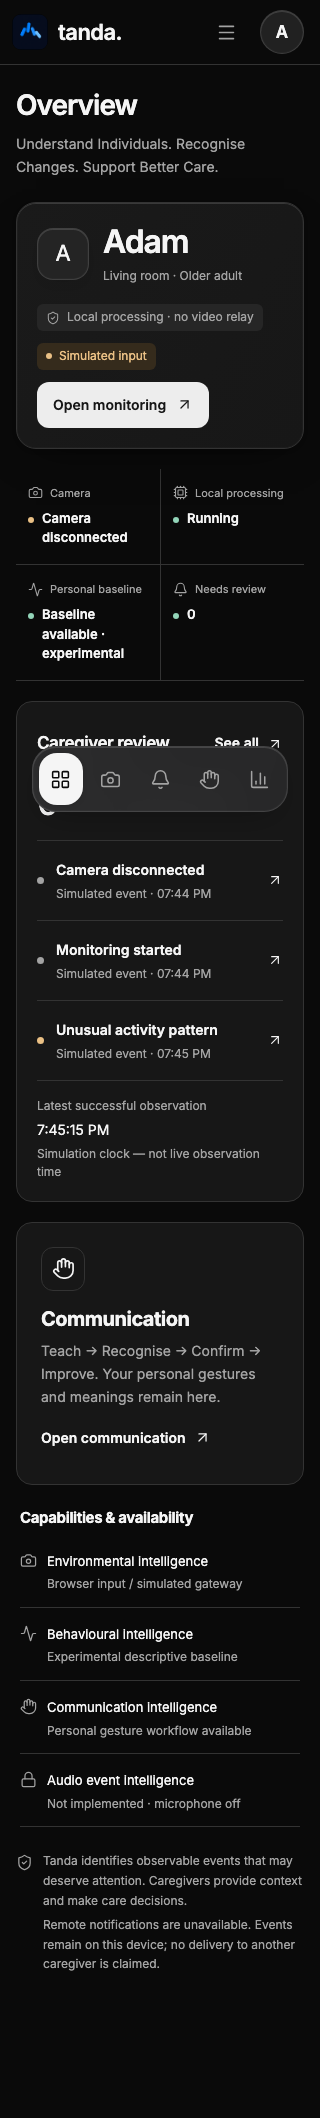 tanda.
A
Overview
Understand Individuals. Recognise
Changes. Support Better Care.
A
Adam
Living room · Older adult
Local processing · no video relay
Simulated input
Open monitoring
Camera
Camera
disconnected
Local processing
Running
Personal baseline
Baseline
available ·
experimental
Needs review
0
Caregiver review
See all
Camera disconnected
Simulated event · 07:44 PM
Monitoring started
Simulated event · 07:44 PM
Unusual activity pattern
Simulated event · 07:45 PM
Latest successful observation
7:45:15 PM
Simulation clock — not live observation
time
Communication
Teach → Recognise → Confirm →
Improve. Your personal gestures
and meanings remain here.
Open communication
Capabilities & availability
Environmental intelligence
Browser input / simulated gateway
Behavioural intelligence
Experimental descriptive baseline
Communication intelligence
Personal gesture workflow available
Audio event intelligence
Not implemented · microphone off
Tanda identifies observable events that may
deserve attention. Caregivers provide context
and make care decisions.
Remote notifications are unavailable. Events
remain on this device; no delivery to another
caregiver is claimed.